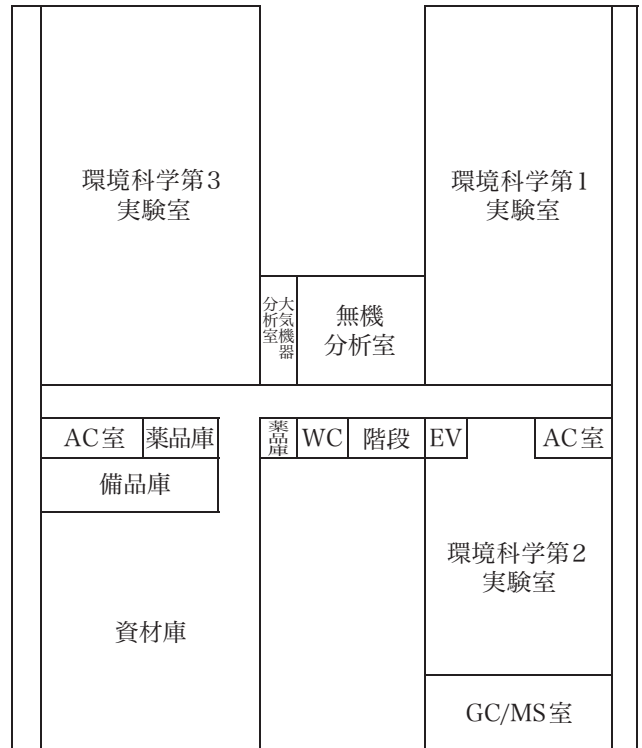 環境科学第3
実験室
環境科学第1
実験室
大気機器
分析室
無機
分析室
AC室
薬品庫
薬品庫
WC
階段
EV
AC室
備品庫
環境科学第2
実験室
資材庫
GC/MS室